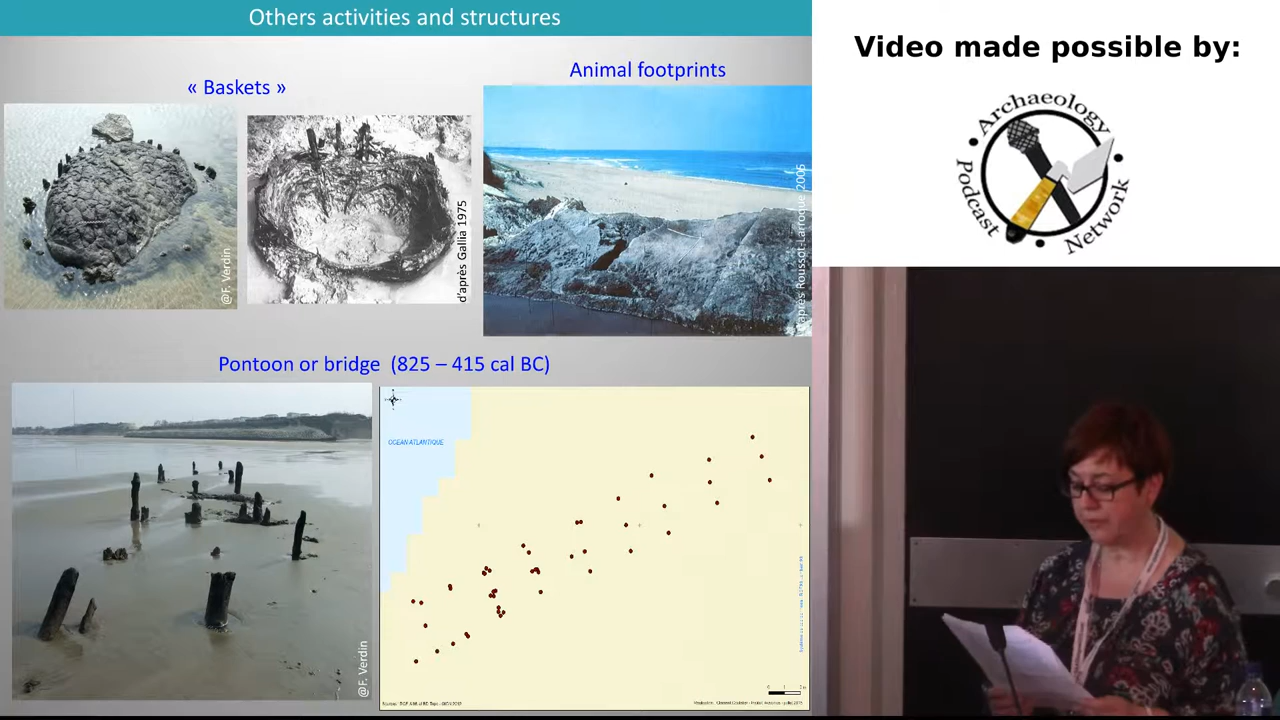 Others activities and structures
« Baskets »
Animal footprints
@F. Verdin
d'après Gallia 1975
d'après Roussot-Larroque 2006
Pontoon or bridge (825 – 415 cal BC)
@F. Verdin
OCEAN ATLANTIQUE
Video made possible by:
Archaeology
Podcast
Network